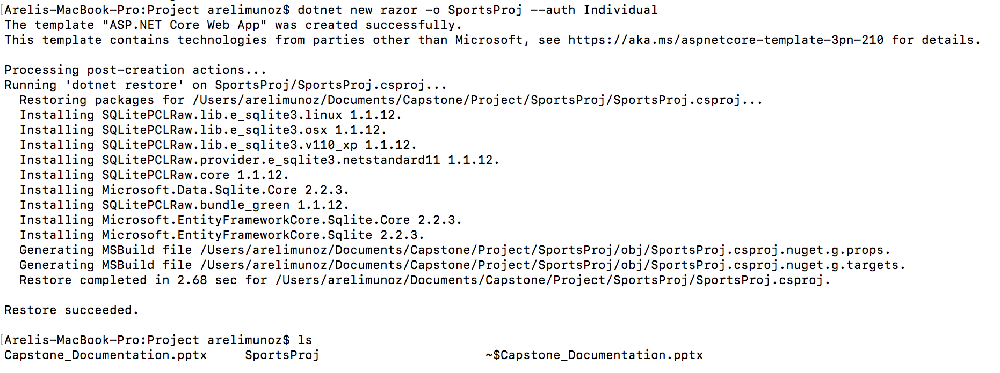 [Arelis-MacBook-Pro:Project arelimunoz$ dotnet new razor -o SportsProj --auth Individual
The template "ASP.NET Core Web App" was created successfully.
This template contains technologies from parties other than Microsoft, see https://aka.ms/aspnetcore-template-3pn-210 for details.
Processing post-creation actions...
Running 'dotnet restore' on SportsProj/SportsProj.csproj...
Restoring packages for /Users/arelimunoz/Documents/Capstone/Project/SportsProj/SportsProj.csproj...
Installing SQLitePCLRaw.lib.e_sqlite3.linux 1.1.12.
Installing SQLitePCLRaw.lib.e_sqlite3.osx 1.1.12.
Installing SQLitePCLRaw.lib.e_sqlite3.v110_xp 1.1.12.
Installing SQLitePCLRaw.provider.e_sqlite3.netstandard11 1.1.12.
Installing SQLitePCLRaw.core 1.1.12.
Installing Microsoft.Data.Sqlite.Core 2.2.3.
Installing SQLitePCLRaw.bundle_green 1.1.12.
Installing Microsoft.EntityFrameworkCore.Sqlite.Core 2.2.3.
Installing Microsoft.EntityFrameworkCore.Sqlite 2.2.3.
Generating MSBuild file /Users/arelimunoz/Documents/Capstone/Project/SportsProj/obj/SportsProj.csproj.nuget.g.props.
Generating MSBuild file /Users/arelimunoz/Documents/Capstone/Project/SportsProj/obj/SportsProj.csproj.nuget.g.targets.
Restore completed in 2.68 sec for /Users/arelimunoz/Documents/Capstone/Project/SportsProj/SportsProj.csproj.
Restore succeeded.
[Arelis-MacBook-Pro:Project arelimunoz$ ls
Capstone_Documentation.pptx SportsProj ~$Capstone_Documentation.pptx